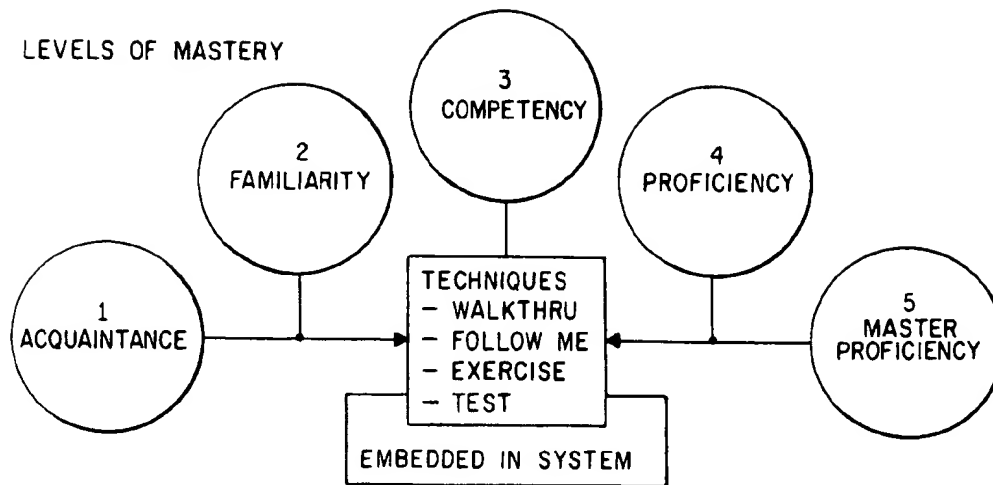 LEVELS OF MASTERY
1
ACQUAINTANCE
2
FAMILIARITY
3
COMPETENCY
4
PROFICIENCY
5
MASTER
PROFICIENCY
TECHNIQUES
– WALKTHRU
– FOLLOW ME
– EXERCISE
– TEST
EMBEDDED IN SYSTEM